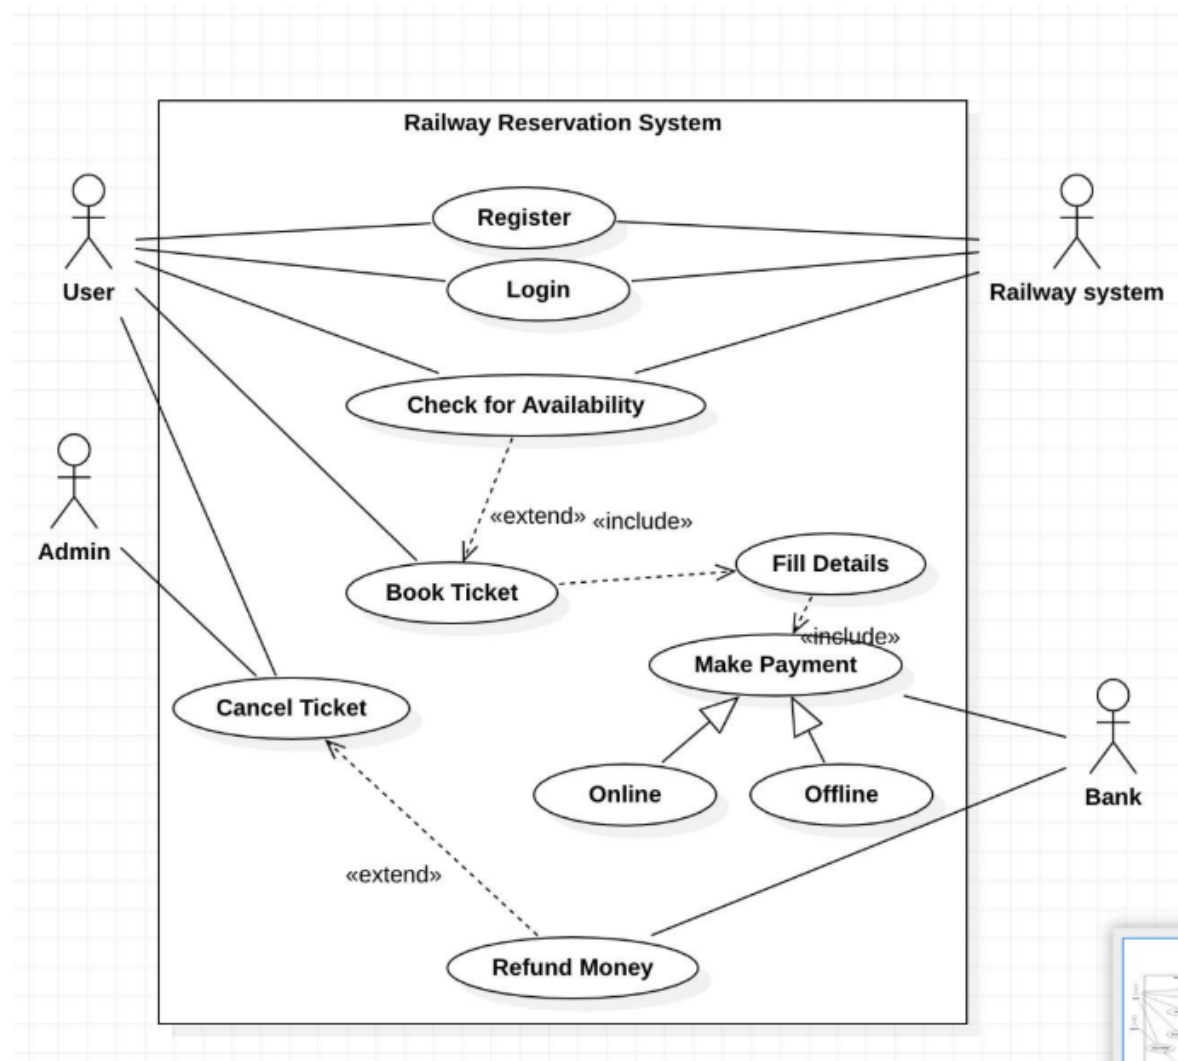 Railway Reservation System
Register
User
Login
Railway system
Check for Availability
«extend»
«include»
Admin
Fill Details
Book Ticket
«include»
Make Payment
Cancel Ticket
Online
Offline
Bank
«extend»
Refund Money